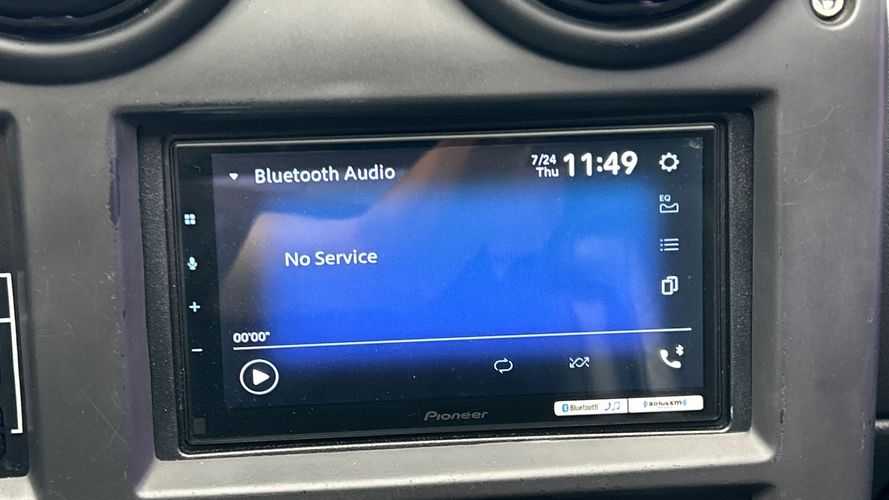 Bluetooth Audio
7/24
Thu
11:49
EQ
No Service
00'00"
Pioneer
Bluetooth
SiriusXM